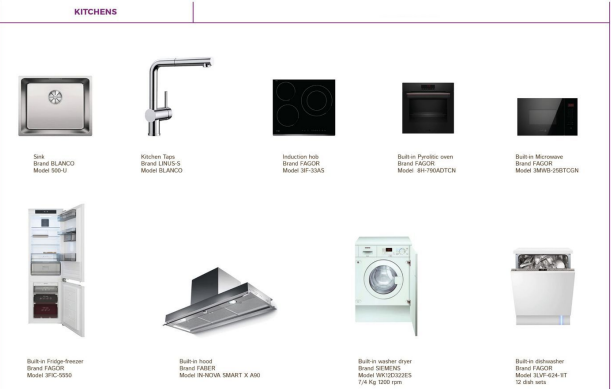 KITCHENS
Sink
Brand BLANCO
Model 500-U
Kitchen Taps
Brand LINUS-S
Model BLANCO
Induction hob
Brand FAGOR
Model 3IF-33AS
Built-in Pyrolitic oven
Brand FAGOR
Model 8H-790ADTCN
Built-in Microwave
Brand FAGOR
Model 3MWB-25BTCGN
Built-in Fridge-freezer
Brand FAGOR
Model 3PIC-5550
Built-in hood
Brand FABER
Model IN-NOVA SMART X A90
Built-in washer dryer
Brand SIEMENS
Model WK12D322ES
7/4 Kg 1200 rpm
Built-in dishwasher
Brand FAGOR
Model 3LVF-624-1IT
12 dish sets